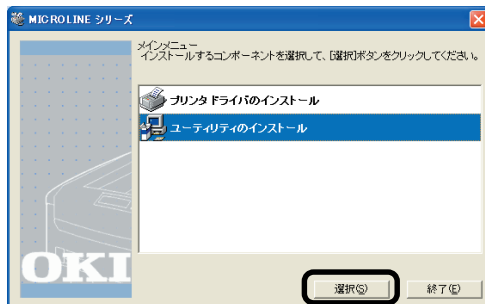 MICROLINE シリーズ
メインメニュー
インストールするコンポーネントを選択して、[選択]ボタンをクリックしてください。
プリンタ ドライバのインストール
ユーティリティのインストール
OKI
選択(S)
終了(E)